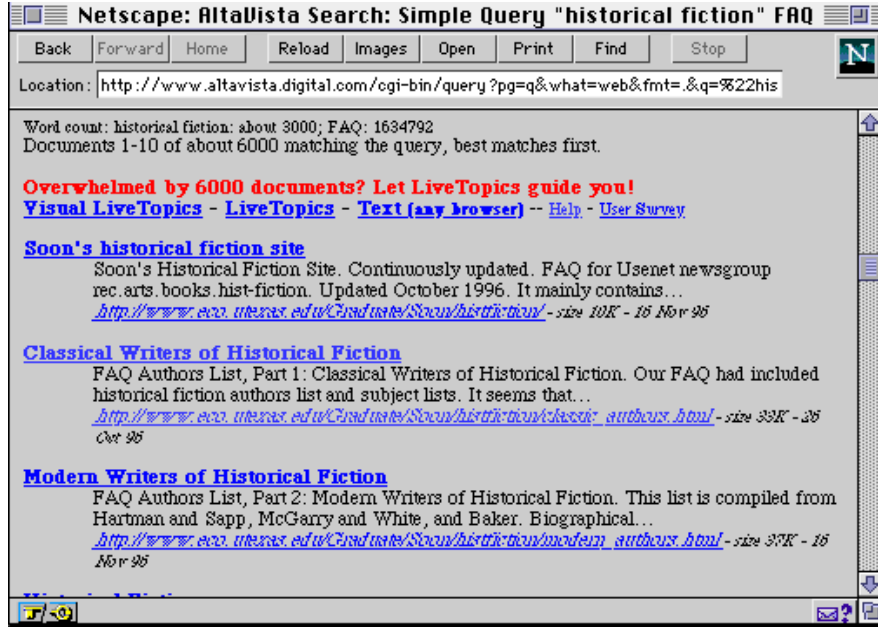 Netscape: AltaVista Search: Simple Query "historical fiction" FAQ
Back Forward Home Reload Images Open Print Find Stop
N
Location: http://www.altavista.digital.com/cgi-bin/query?pg=q&what=web&fmt=.&q=%22his
Word count: historical fiction: about 3000; FAQ: 1634792
Documents 1-10 of about 6000 matching the query, best matches first.
Overwhelmed by 6000 documents? Let LiveTopics guide you!
Visual LiveTopics - LiveTopics - Text (any browser) -- Help - User Survey
Soon's historical fiction site
Soon's Historical Fiction Site. Continuously updated. FAQ for Usenet newsgroup
rec.arts.books.hist-fiction. Updated October 1996. It mainly contains...
http://www.eco.utexas.edu/Graduate/Soon/histfiction/ - size 10K - 16 Nov 96
Classical Writers of Historical Fiction
FAQ Authors List, Part 1: Classical Writers of Historical Fiction. Our FAQ had included
historical fiction authors list and subject lists. It seems that...
http://www.eco.utexas.edu/Graduate/Soon/histfiction/classic_authors.html - size 33K - 26
Oct 96
Modern Writers of Historical Fiction
FAQ Authors List, Part 2: Modern Writers of Historical Fiction. This list is compiled from
Hartman and Sapp, McGarry and White, and Baker. Biographical...
http://www.eco.utexas.edu/Graduate/Soon/histfiction/modern_authors.html - size 37K - 16
Nov 96